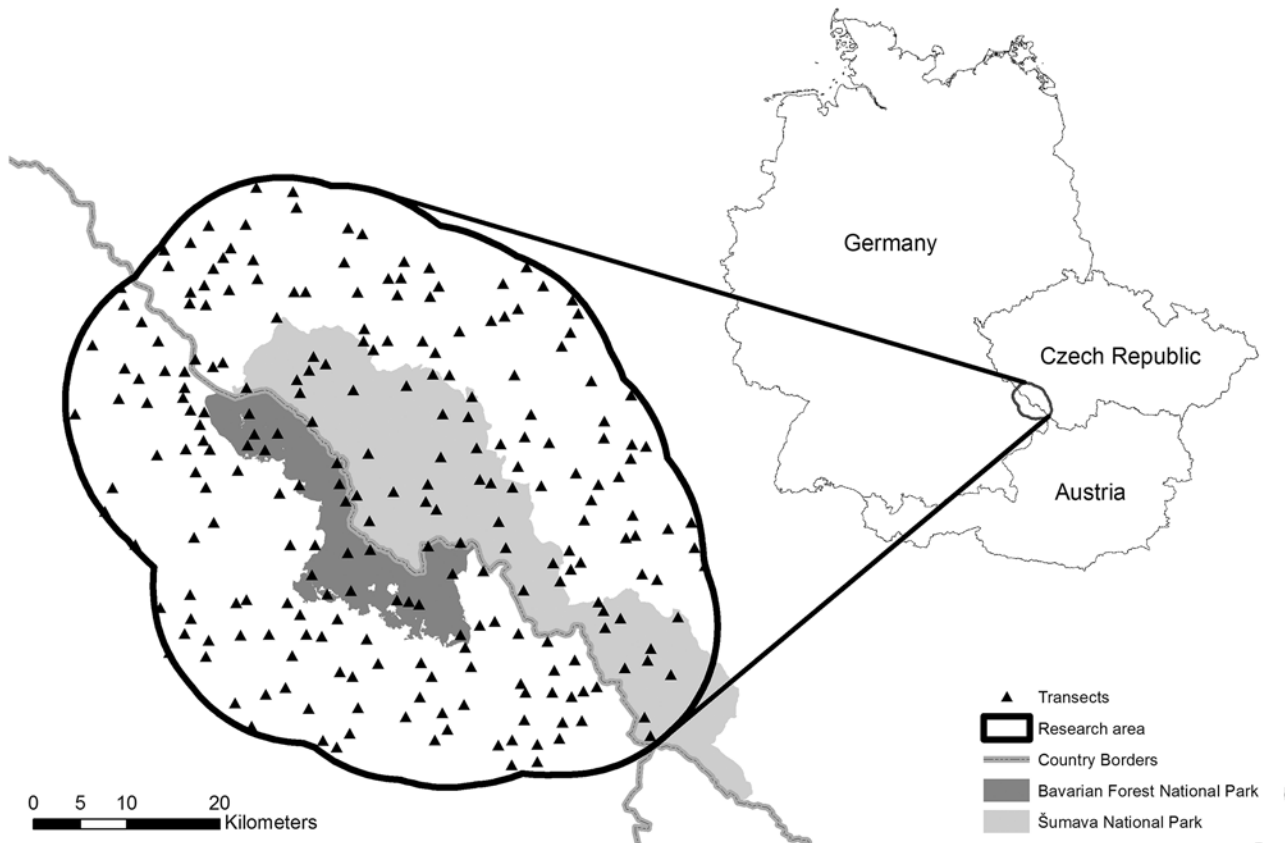 Germany
Czech Republic
Austria
Transects
Research area
Country Borders
Bavarian Forest National Park
Šumava National Park
0 5 10 20
Kilometers